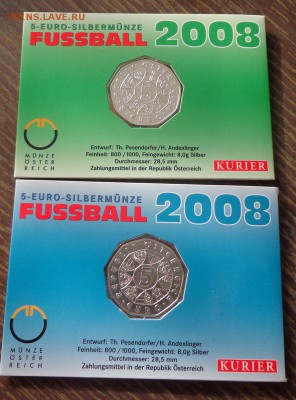 COINS.LAVE.RU
5-EURO-SILBERMÜNZE
FUSSBALL 2008
5
MÜNZE
ÖSTER
REICH
Entwurf: Th. Pesendorfer/H. Andexlinger
Feinheit: 800 / 1000, Feingewicht: 8,0g Silber
Durchmesser: 28,5 mm
Zahlungsmittel in der Republik Österreich
KURIER
5-EURO-SILBERMÜNZE
FUSSBALL 2008
5
MÜNZE
ÖSTER
REICH
Entwurf: Th. Pesendorfer/H. Andexlinger
Feinheit: 800 / 1000, Feingewicht: 8,0g Silber
Durchmesser: 28,5 mm
Zahlungsmittel in der Republik Österreich
KURIER